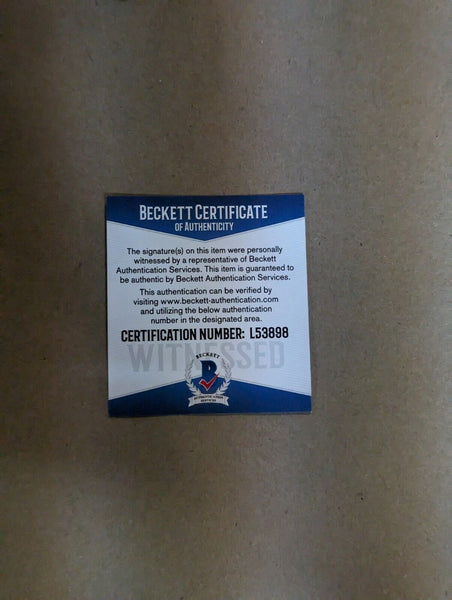 BECKETT CERTIFICATE
OF AUTHENTICITY
The signature(s) on this item were personally
witnessed by a representative of Beckett
Authentication Services. This item is guaranteed to
be authentic by Beckett Authentication Services.
This authentication can be verified by
visiting www.beckett-authentication.com
and utilizing the below authentication
number in the designated area.
CERTIFICATION NUMBER: L53898
WITNESSED
BECKETT
B
AUTHENTICATION
SERVICES